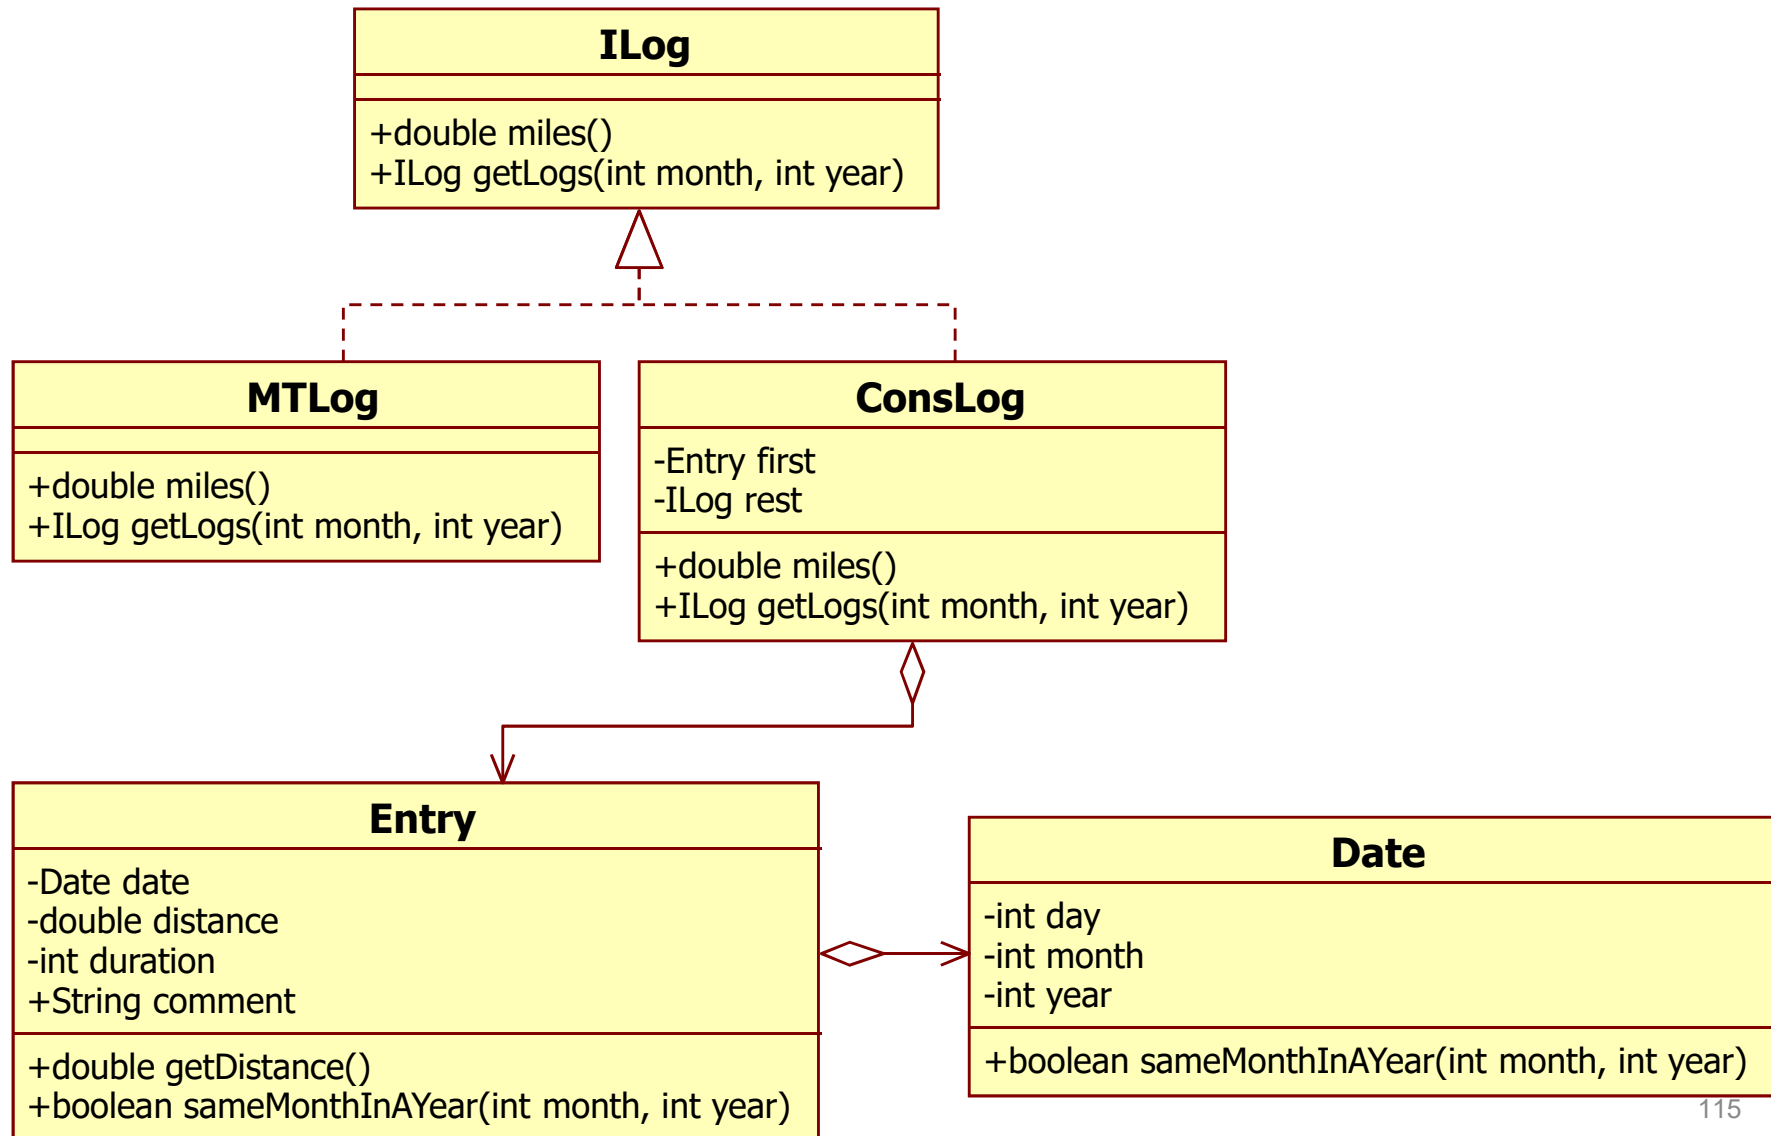 ILog
+double miles()
+ILog getLogs(int month, int year)
MTLog
+double miles()
+ILog getLogs(int month, int year)
ConsLog
-Entry first
-ILog rest
+double miles()
+ILog getLogs(int month, int year)
Entry
-Date date
-double distance
-int duration
+String comment
+double getDistance()
+boolean sameMonthInAYear(int month, int year)
Date
-int day
-int month
-int year
+boolean sameMonthInAYear(int month, int year)
115